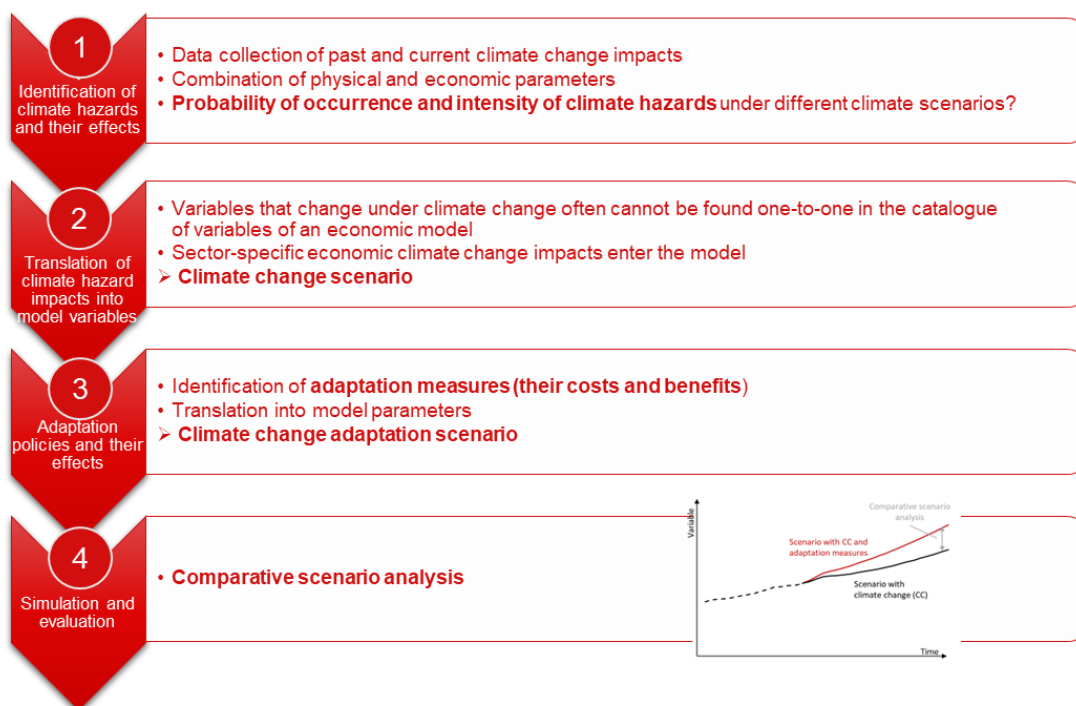 1
Identification of
climate hazards
and their effects
• Data collection of past and current climate change impacts
• Combination of physical and economic parameters
• Probability of occurrence and intensity of climate hazards under different climate scenarios?
2
Translation of
climate hazard
impacts into
model variables
• Variables that change under climate change often cannot be found one-to-one in the catalogue
of variables of an economic model
• Sector-specific economic climate change impacts enter the model
➢ Climate change scenario
3
Adaptation
policies and their
effects
• Identification of adaptation measures (their costs and benefits)
• Translation into model parameters
➢ Climate change adaptation scenario
4
Simulation and
evaluation
• Comparative scenario analysis
Variable
Comparative scenario
analysis
Scenario with CC and
adaptation measures
Scenario with
climate change (CC)
Time